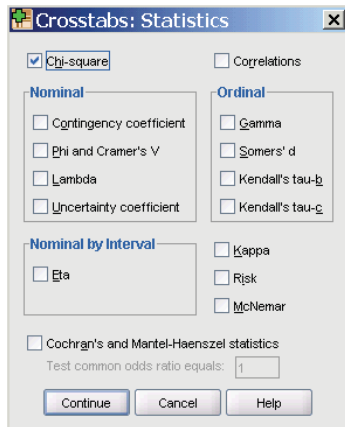 Crosstabs: Statistics
Chi-square
Correlations
Nominal
Contingency coefficient
Phi and Cramer's V
Lambda
Uncertainty coefficient
Ordinal
Gamma
Somers' d
Kendall's tau-b
Kendall's tau-c
Nominal by Interval
Eta
Kappa
Risk
McNemar
Cochran's and Mantel-Haenszel statistics
Test common odds ratio equals: 1
Continue
Cancel
Help